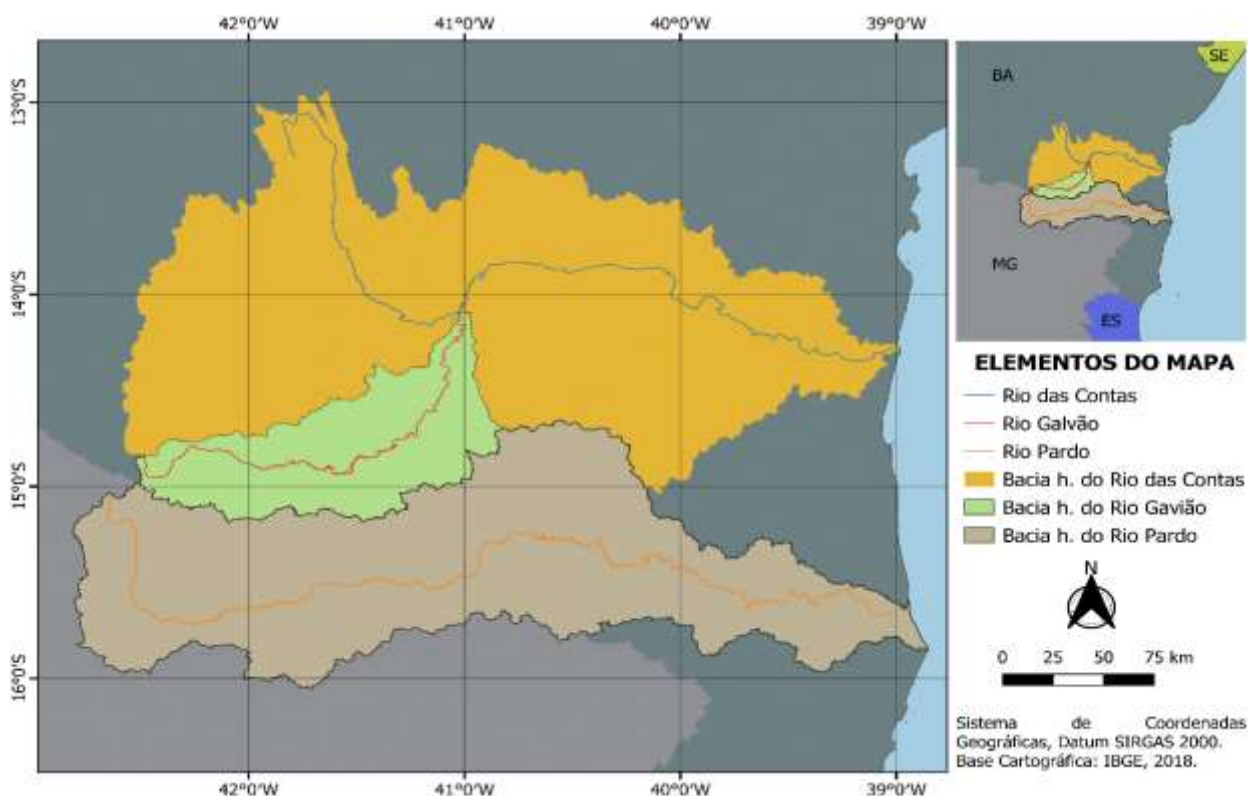 42°0'W 41°0'W 40°0'W 39°0'W
13°0'S
14°0'S
15°0'S
16°0'S
42°0'W 41°0'W 40°0'W 39°0'W
SE
BA
MG
ES
ELEMENTOS DO MAPA
Rio das Contas
Rio Galvão
Rio Pardo
Bacia h. do Rio das Contas
Bacia h. do Rio Gavião
Bacia h. do Rio Pardo
N
0 25 50 75 km
Sistema de Coordenadas
Geográficas, Datum SIRGAS 2000.
Base Cartográfica: IBGE, 2018.